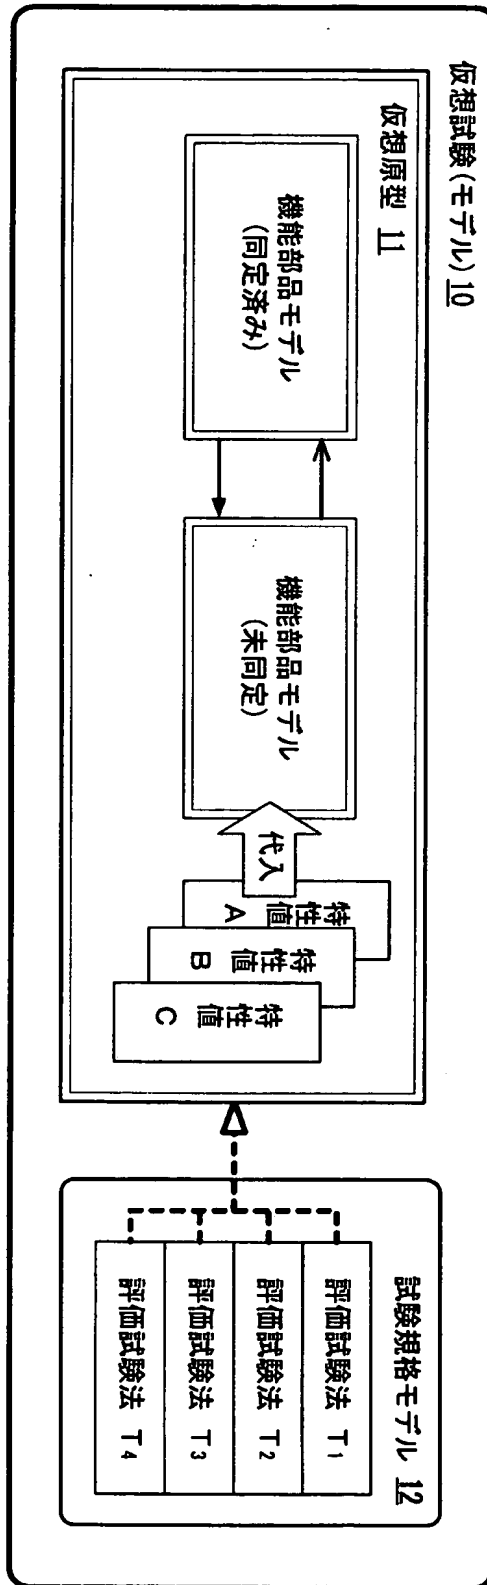 仮想試験(モデル) 10
仮想原型 11
機能部品モデル
(同定済み)
機能部品モデル
(未同定)
代入
特性値 A
特性値 B
特性値 C
試験規格モデル 12
評価試験法 T1
評価試験法 T2
評価試験法 T3
評価試験法 T4